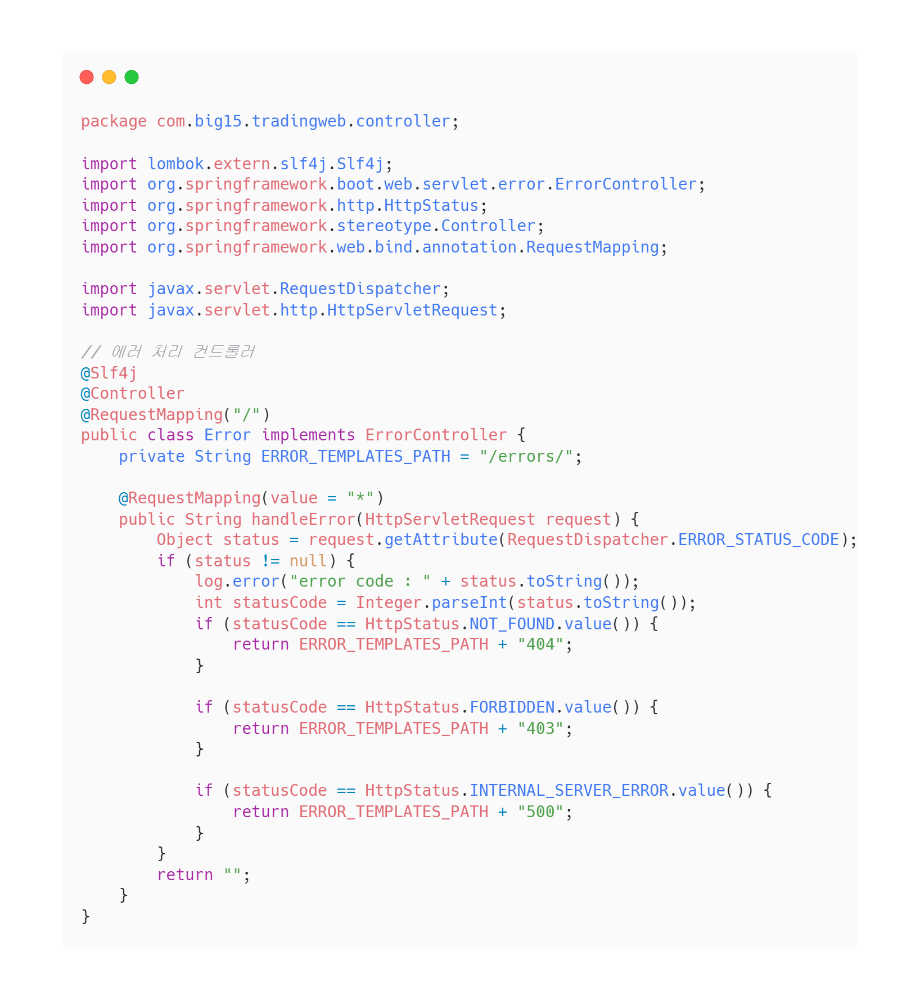 package com.big15.tradingweb.controller;
import lombok.extern.slf4j.Slf4j;
import org.springframework.boot.web.servlet.error.ErrorController;
import org.springframework.http.HttpStatus;
import org.springframework.stereotype.Controller;
import org.springframework.web.bind.annotation.RequestMapping;
import javax.servlet.RequestDispatcher;
import javax.servlet.http.HttpServletRequest;
// 에러 처리 컨트롤러
@Slf4j
@Controller
@RequestMapping("/")
public class Error implements ErrorController {
    private String ERROR_TEMPLATES_PATH = "/errors/";
    @RequestMapping(value = "*")
    public String handleError(HttpServletRequest request) {
        Object status = request.getAttribute(RequestDispatcher.ERROR_STATUS_CODE);
        if (status != null) {
            log.error("error code : " + status.toString());
            int statusCode = Integer.parseInt(status.toString());
            if (statusCode == HttpStatus.NOT_FOUND.value()) {
                return ERROR_TEMPLATES_PATH + "404";
            }
            if (statusCode == HttpStatus.FORBIDDEN.value()) {
                return ERROR_TEMPLATES_PATH + "403";
            }
            if (statusCode == HttpStatus.INTERNAL_SERVER_ERROR.value()) {
                return ERROR_TEMPLATES_PATH + "500";
            }
        }
        return "";
    }
}